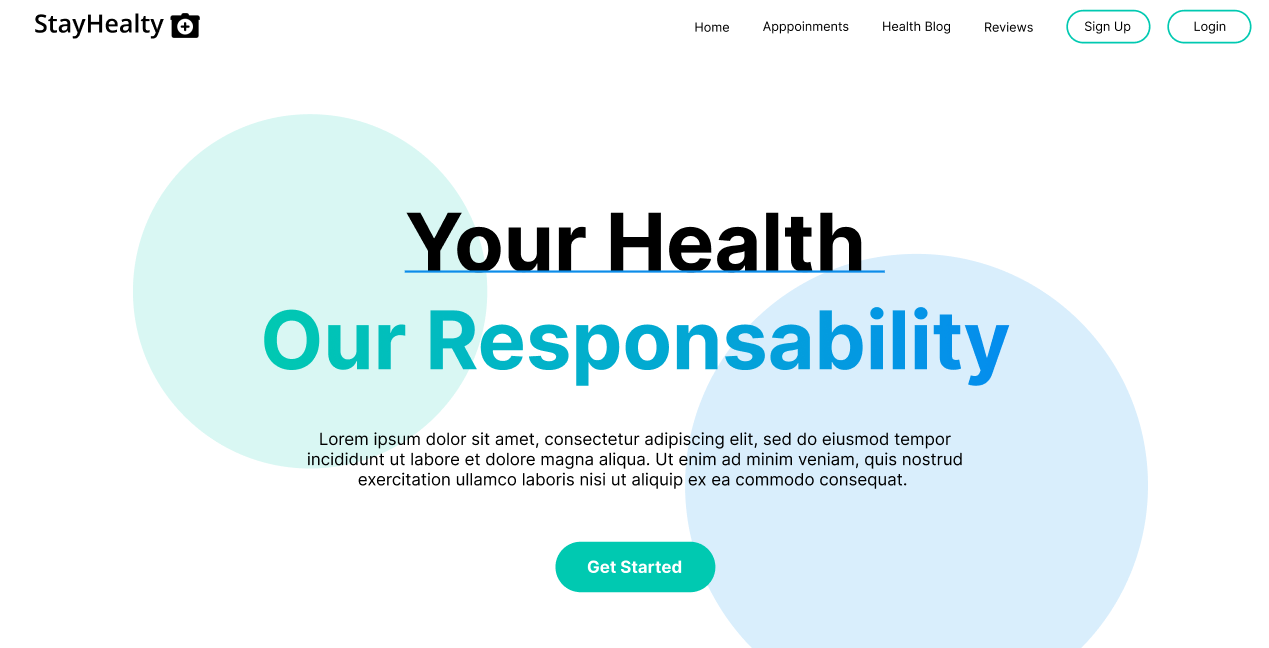 StayHealty
Home Apppoinments Health Blog Reviews Sign Up Login
Your Health
Our Responsability
Lorem ipsum dolor sit amet, consectetur adipiscing elit, sed do eiusmod tempor
incididunt ut labore et dolore magna aliqua. Ut enim ad minim veniam, quis nostrud
exercitation ullamco laboris nisi ut aliquip ex ea commodo consequat.
Get Started